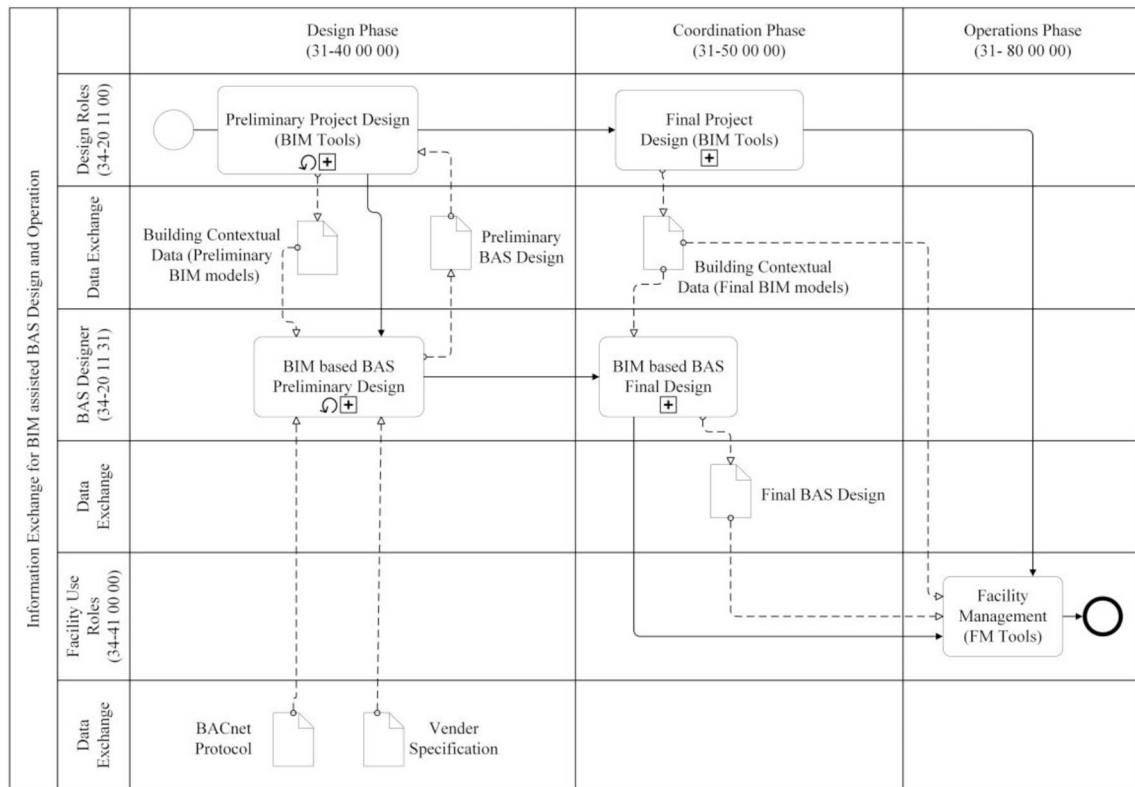 Information Exchange for BIM assisted BAS Design and Operation
Design Phase
(31-40 00 00)
Coordination Phase
(31-50 00 00)
Operations Phase
(31- 80 00 00)
Design Roles
(34-20 11 00)
Preliminary Project Design
(BIM Tools)
Final Project
Design (BIM Tools)
Data Exchange
Building Contextual
Data (Preliminary
BIM models)
Preliminary
BAS Design
Building Contextual
Data (Final BIM models)
BAS Designer
(34-20 11 31)
BIM based BAS
Preliminary Design
BIM based BAS
Final Design
Data
Exchange
Final BAS Design
Facility Use
Roles
(34-41 00 00)
Facility
Management
(FM Tools)
Data
Exchange
BACnet
Protocol
Vender
Specification